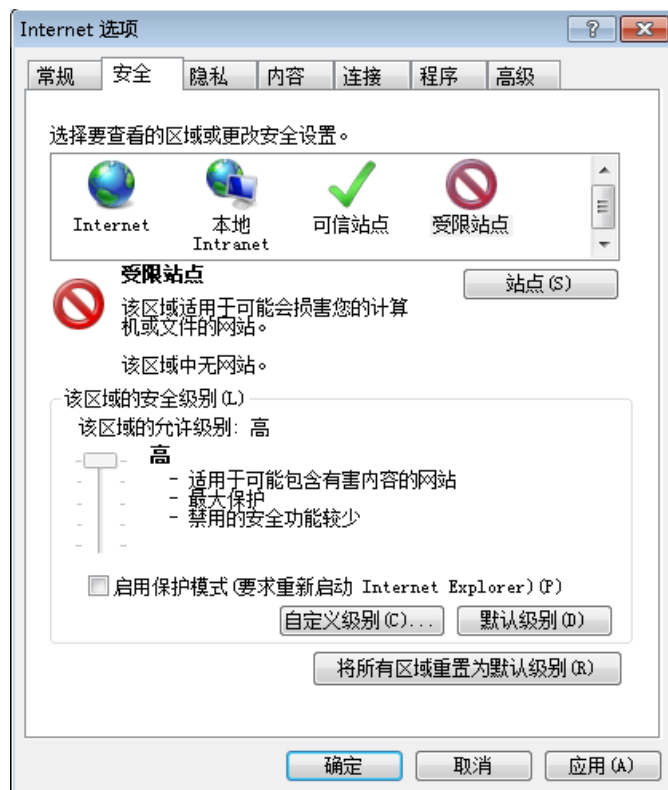 Internet 选项
常规 安全 隐私 内容 连接 程序 高级
选择要查看的区域或更改安全设置。
Internet 本地 可信站点 受限站点
Intranet
受限站点
站点(S)
该区域适用于可能会损害您的计算
机或文件的网站。
该区域中无网站。
该区域的安全级别(L)
该区域的允许级别: 高
高
- 适用于可能包含有害内容的网站
- 最大保护
- 禁用的安全功能较少
启用保护模式(要求重新启动 Internet Explorer)(P)
自定义级别(C)... 默认级别(D)
将所有区域重置为默认级别(R)
确定 取消 应用(A)